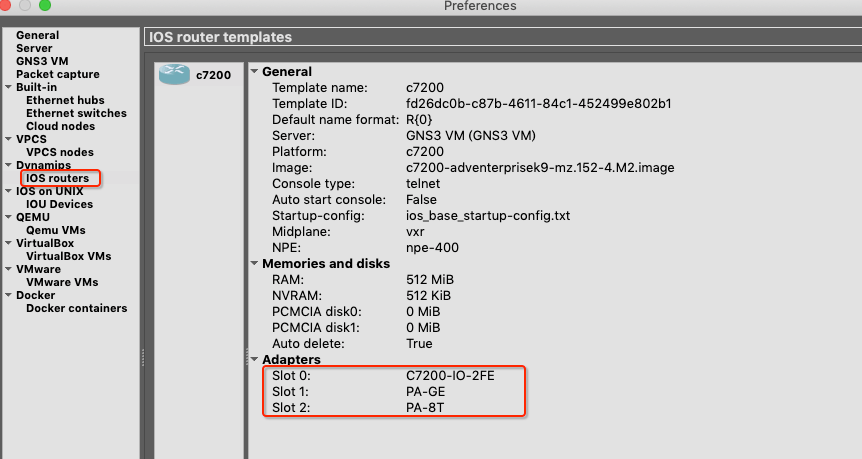 Preferences
General
Server
GNS3 VM
Packet capture
Built-in
Ethernet hubs
Ethernet switches
Cloud nodes
VPCS
VPCS nodes
Dynamips
IOS routers
IOS on UNIX
IOU Devices
QEMU
Qemu VMs
VirtualBox
VirtualBox VMs
VMware
VMware VMs
Docker
Docker containers
IOS router templates
c7200
General
Template name: c7200
Template ID: fd26dc0b-c87b-4611-84c1-452499e802b1
Default name format: R{0}
Server: GNS3 VM (GNS3 VM)
Platform: c7200
Image: c7200-adventerprisek9-mz.152-4.M2.image
Console type: telnet
Auto start console: False
Startup-config: ios_base_startup-config.txt
Midplane: vxr
NPE: npe-400
Memories and disks
RAM: 512 MiB
NVRAM: 512 KiB
PCMCIA disk0: 0 MiB
PCMCIA disk1: 0 MiB
Auto delete: True
Adapters
Slot 0: C7200-IO-2FE
Slot 1: PA-GE
Slot 2: PA-8T